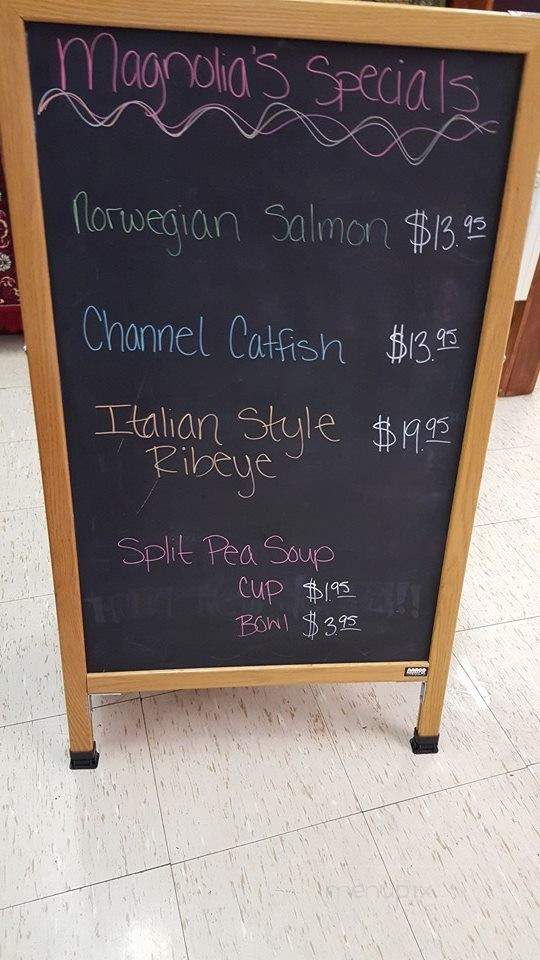 Magnolia's Specials
Norwegian Salmon $13.95
Channel Catfish $13.95
Italian Style $19.95
Ribeye
Split Pea Soup
Cup $1.95
Bowl $3.95
menupix